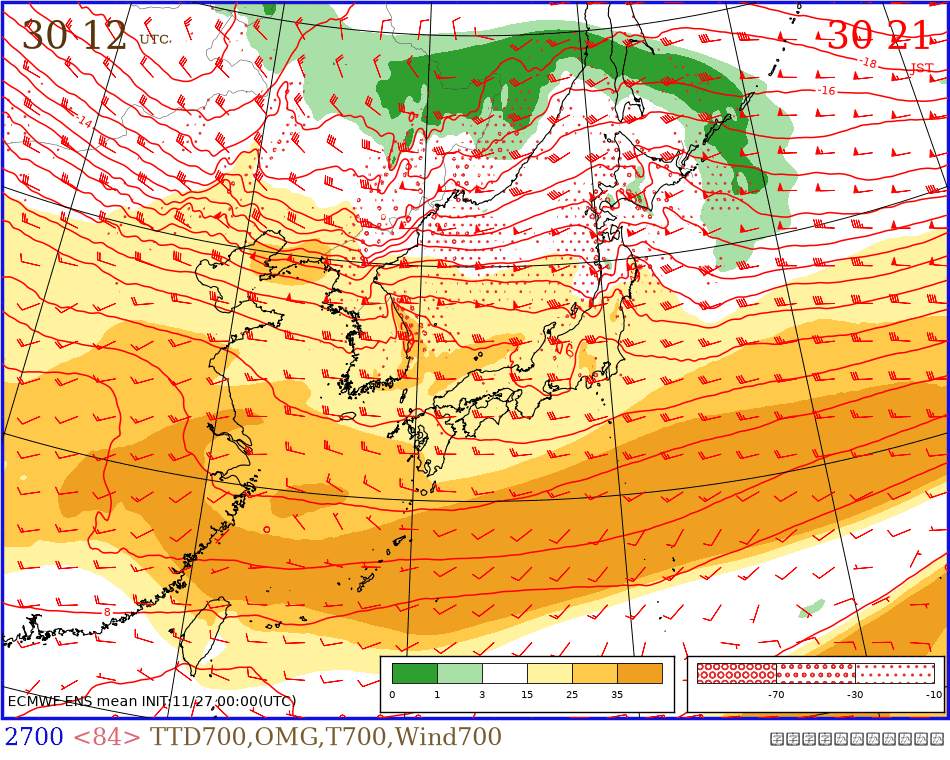 30 12 UTC
30 21
JST
-18
-16
-14
8
ECMWF ENS mean INIT:11/27,00:00(UTC)
0 1 3 15 25 35
-70 -30 -10
2700 <84> TTD700,OMG,T700,Wind700